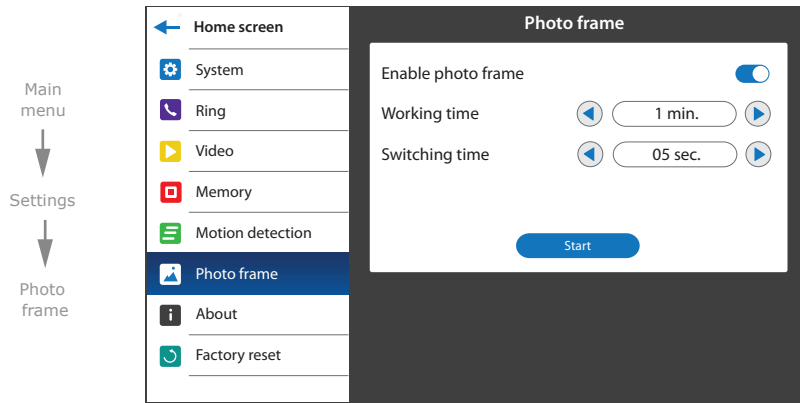 Main
menu
Settings
Photo
frame
Home screen
System
Ring
Video
Memory
Motion detection
Photo frame
About
Factory reset
Photo frame
Enable photo frame
Working time
1 min.
Switching time
05 sec.
Start